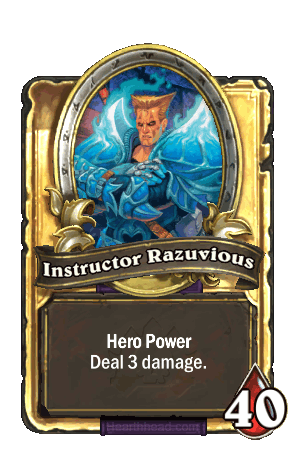 Instructor Razuvious
Hero Power
Deal 3 damage.
40
Hearthhead.com